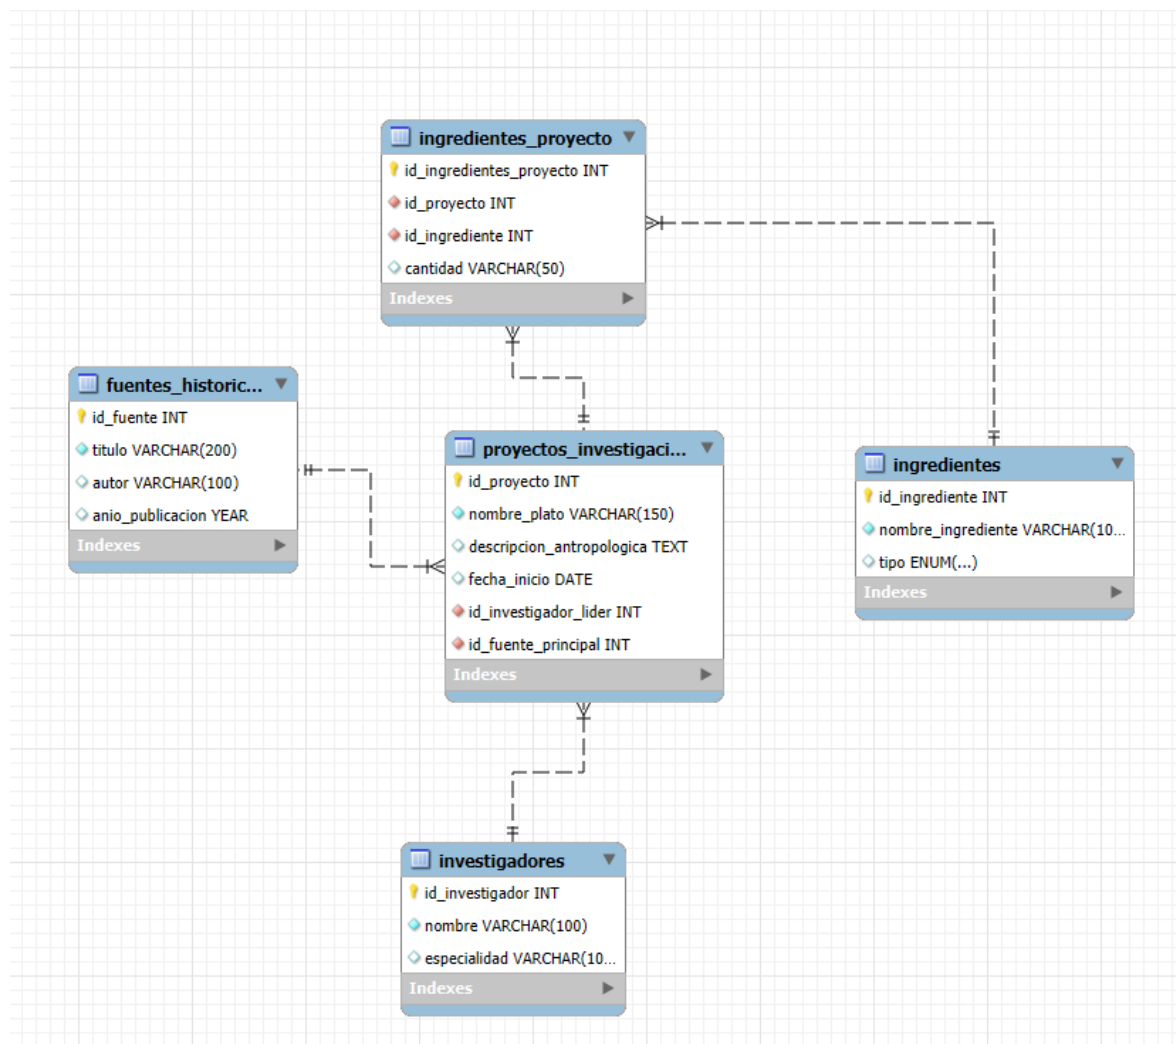 ingredientes_proyecto
id_ingredientes_proyecto INT
id_proyecto INT
id_ingrediente INT
cantidad VARCHAR(50)
Indexes
fuentes_historic...
id_fuente INT
titulo VARCHAR(200)
autor VARCHAR(100)
anio_publicacion YEAR
Indexes
proyectos_investigaci...
id_proyecto INT
nombre_plato VARCHAR(150)
descripcion_antropologica TEXT
fecha_inicio DATE
id_investigador_lider INT
id_fuente_principal INT
Indexes
ingredientes
id_ingrediente INT
nombre_ingrediente VARCHAR(10...
tipo ENUM(...)
Indexes
investigadores
id_investigador INT
nombre VARCHAR(100)
especialidad VARCHAR(10...
Indexes